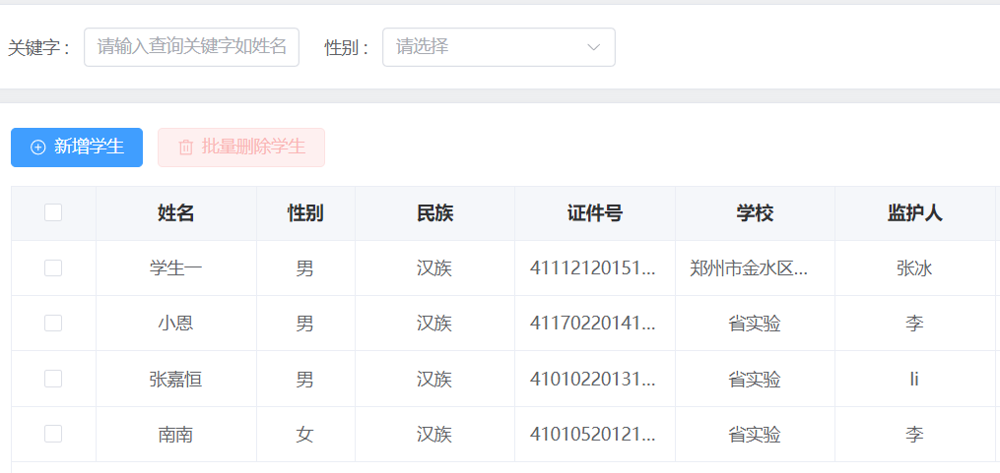 关键字： 请输入查询关键字如姓名 性别： 请选择
新增学生 批量删除学生
姓名 性别 民族 证件号 学校 监护人
学生一 男 汉族 41112120151... 郑州市金水区... 张冰
小恩 男 汉族 41170220141... 省实验 李
张嘉恒 男 汉族 41010220131... 省实验 li
南南 女 汉族 41010520121... 省实验 李